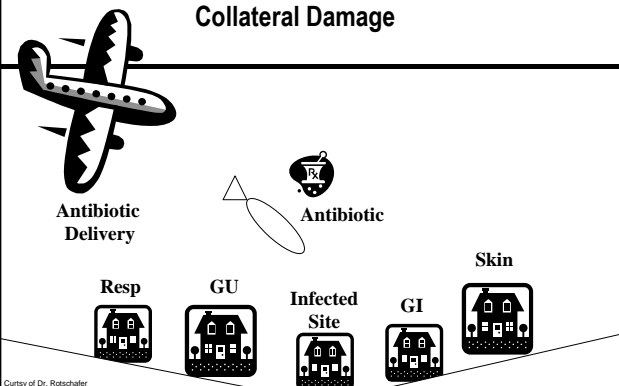 Collateral Damage
Rx
Antibiotic
Delivery
Antibiotic
Skin
Resp
GU
Infected
Site
GI
Curtsy of Dr. Rotschafer